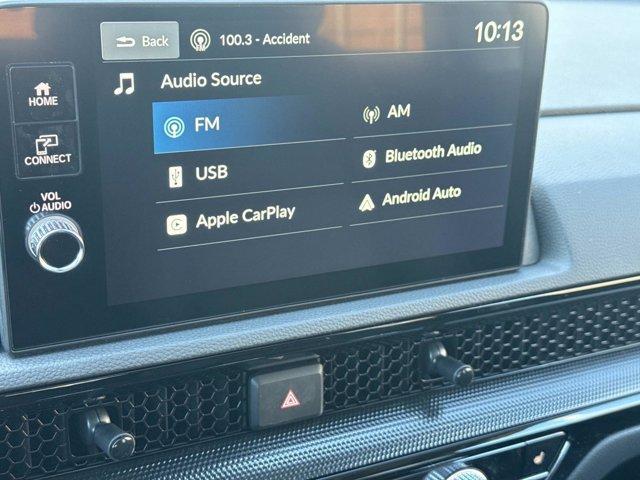 Back
100.3 - Accident
10:13
Audio Source
HOME
FM
AM
CONNECT
USB
Bluetooth Audio
VOL
AUDIO
Apple CarPlay
Android Auto